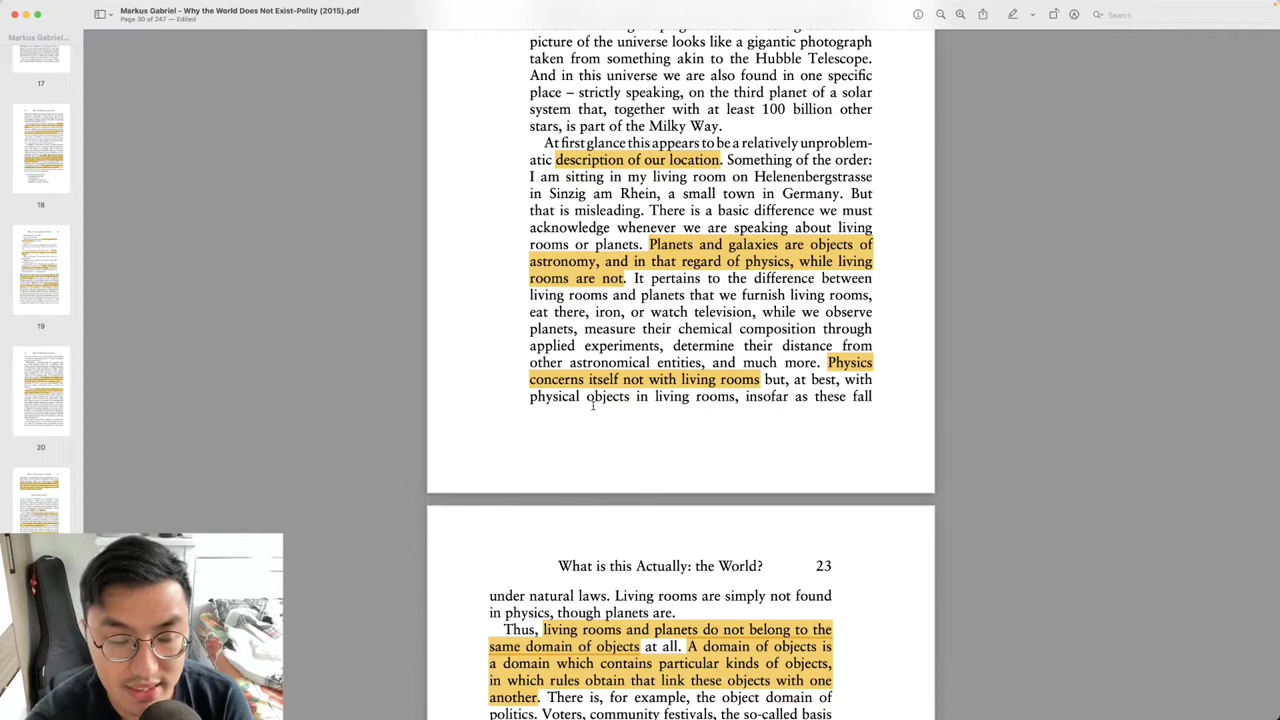 Markus Gabriel - Why the World Does Not Exist-Polity (2015).pdf
Page 30 of 247 – Edited
Search
Markus Gabriel...
17
18
19
20
picture of the universe looks like a gigantic photograph
taken from something akin to the Hubble Telescope.
And in this universe we are also found in one specific
place – strictly speaking, on the third planet of a solar
system that, together with about 100 billion other
stars, is part of the Milky Way.
At first glance this appears to be a relatively unproblem-
atic description of our location. Something of the order:
I am sitting in my living room on Helenenbergstrasse
in Sinzig am Rhein, a small town in Germany. But
that is misleading. There is a basic difference we must
acknowledge whether we are talking about living
rooms or planets. Planets and galaxies are objects of
astronomy, and in that regard of physics, while living
rooms are not. It pertains to the difference between
living rooms and planets that we furnish living rooms,
eat there, iron, or watch television, while we observe
planets, measure their chemical composition through
applied experiments, determine their distance from
other astronomical entities, and much more. Physics
concerns itself not with living rooms but, at best, with
physical objects in living rooms insofar as these fall
What is this Actually: the World? 23
under natural laws. Living rooms are simply not found
in physics, though planets are.
Thus, living rooms and planets do not belong to the
same domain of objects at all. A domain of objects is
a domain which contains particular kinds of objects,
in which rules obtain that link these objects with one
another. There is, for example, the object domain of
politics. Voters, community festivals, the so-called basis